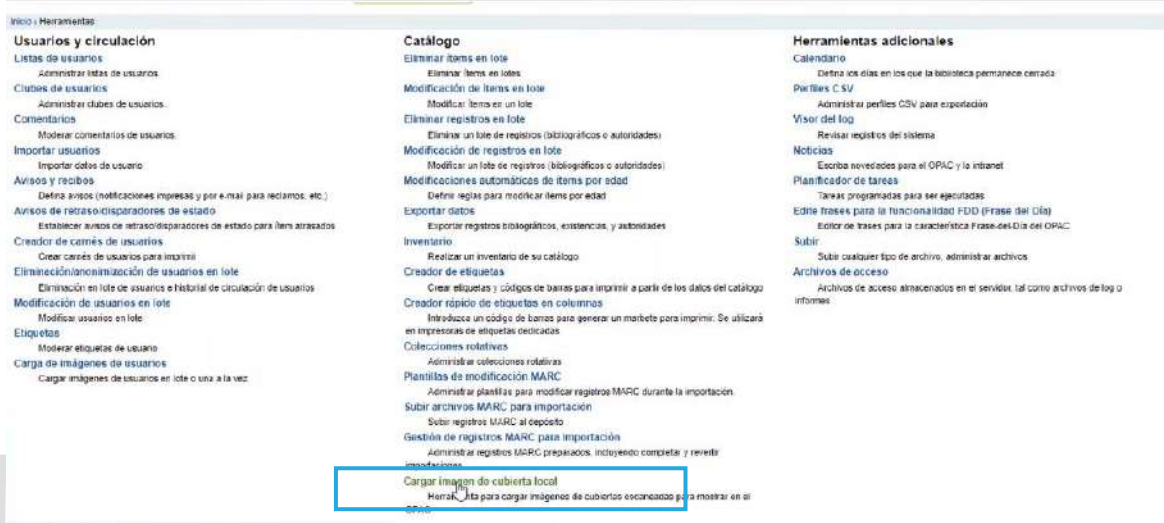 Inicio › Herramientas
Usuarios y circulación
Listas de usuarios
Administrar listas de usuarios.
Clubes de usuarios
Administrar clubes de usuarios.
Comentarios
Moderar comentarios de usuarios.
Importar usuarios
Importar datos de usuario
Avisos y recibos
Defina avisos (notificaciones impresas y por e-mail para reclamos, etc.)
Avisos de retraso/disparadores de estado
Establecer avisos de retraso/disparadores de estado para ítem atrasados
Creador de carnés de usuarios
Crear carnés de usuarios para imprimir
Eliminación/anonimización de usuarios en lote
Eliminación en lote de usuarios e historial de circulación de usuarios
Modificación de usuarios en lote
Modificar usuarios en lote
Etiquetas
Moderar etiquetas de usuario
Carga de imágenes de usuarios
Cargar imágenes de usuarios en lote o una a la vez
Catálogo
Eliminar ítems en lote
Eliminar ítems en lotes
Modificación de ítems en lote
Modificar ítems en un lote
Eliminar registros en lote
Eliminar un lote de registros (bibliográficos o autoridades)
Modificación de registros en lote
Modificar un lote de registros (bibliográficos o autoridades)
Modificaciones automáticas de ítems por edad
Definir reglas para modificar ítems por edad
Exportar datos
Exportar registros bibliográficos, existencias, y autoridades
Inventario
Realizar un inventario de su catálogo
Creador de etiquetas
Crear etiquetas y códigos de barras para imprimir a partir de los datos del catálogo
Creador rápido de etiquetas en columnas
Introduzca un código de barras para generar un marbete para imprimir. Se utilizará
en impresoras de etiquetas dedicadas
Colecciones rotativas
Administrar colecciones rotativas
Plantillas de modificación MARC
Administrar plantillas para modificar registros MARC durante la importación.
Subir archivos MARC para importación
Subir registros MARC al depósito
Gestión de registros MARC para importación
Administrar registros MARC preparados, incluyendo completar y revertir
importaciones
Cargar imagen de cubierta local
Herramienta para cargar imágenes de cubiertas escaneadas para mostrar en el
OPAC
Herramientas adicionales
Calendario
Defina los días en los que la biblioteca permanece cerrada
Perfiles CSV
Administrar perfiles CSV para exportación
Visor del log
Revisar registros del sistema
Noticias
Escriba novedades para el OPAC y la intranet
Planificador de tareas
Tareas programadas para ser ejecutadas
Edite frases para la funcionalidad FDD (Frase del Día)
Editor de frases para la característica Frase-del-Día del OPAC
Subir
Subir cualquier tipo de archivo, administrar archivos
Archivos de acceso
Archivos de acceso almacenados en el servidor, tal como archivos de log o
informes